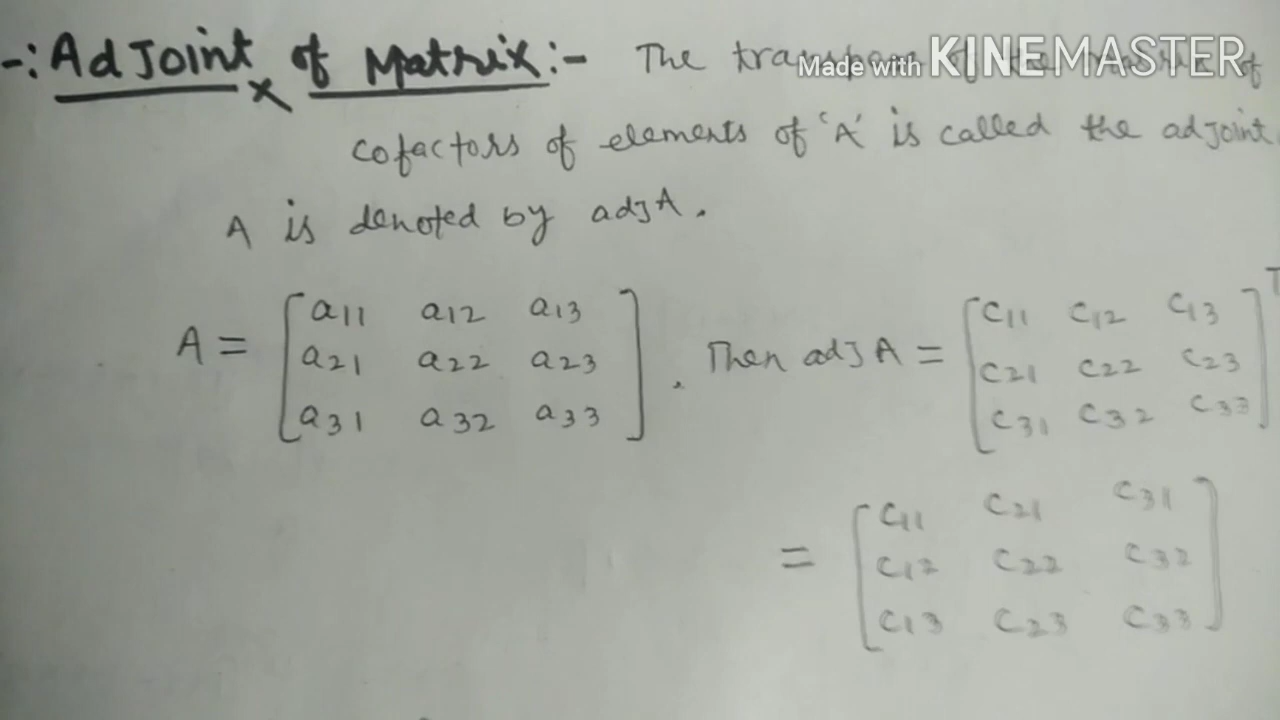 -: AdJoint of Matrix :- The of
Made with KINEMASTER
cofactors of elements of 'A' is called the adjoint
A is denoted by adJA.
A = [ a11 a12 a13
a21 a22 a23
a31 a32 a33 ] . Then adJ A = [ c11 c12 c13
c21 c22 c23
c31 c32 c33 ]T
= [ c11 c21 c31
c12 c22 c32
c13 c23 c33 ]